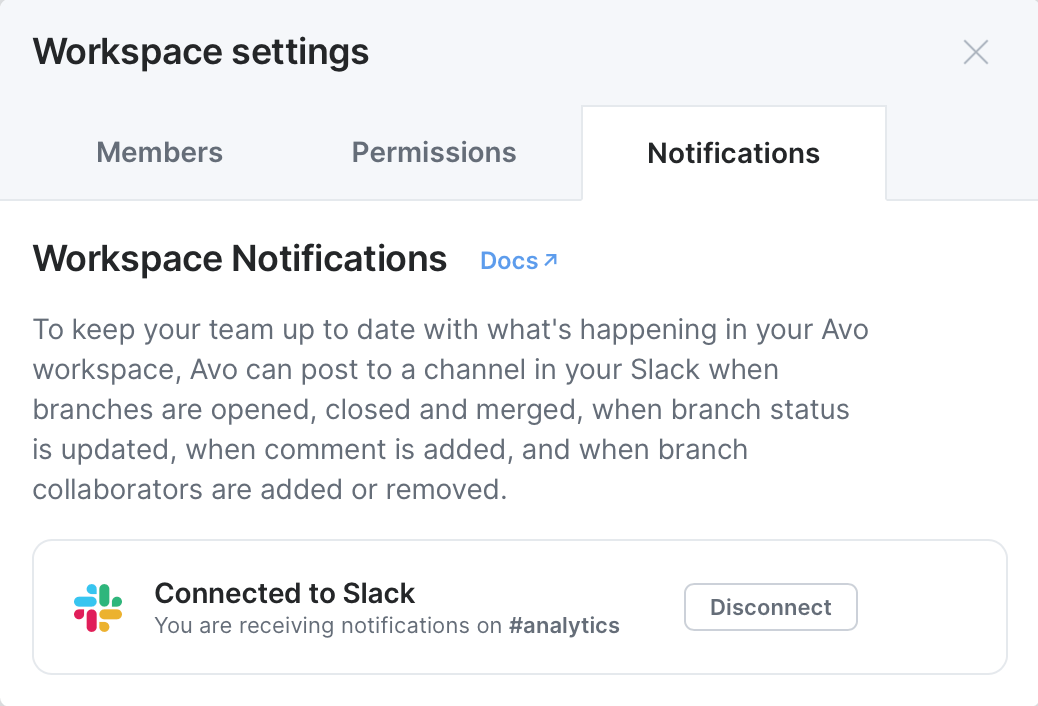 Workspace settings
Members
Permissions
Notifications
Workspace Notifications
Docs↗
To keep your team up to date with what's happening in your Avo
workspace, Avo can post to a channel in your Slack when
branches are opened, closed and merged, when branch status
is updated, when comment is added, and when branch
collaborators are added or removed.
Connected to Slack
You are receiving notifications on #analytics
Disconnect